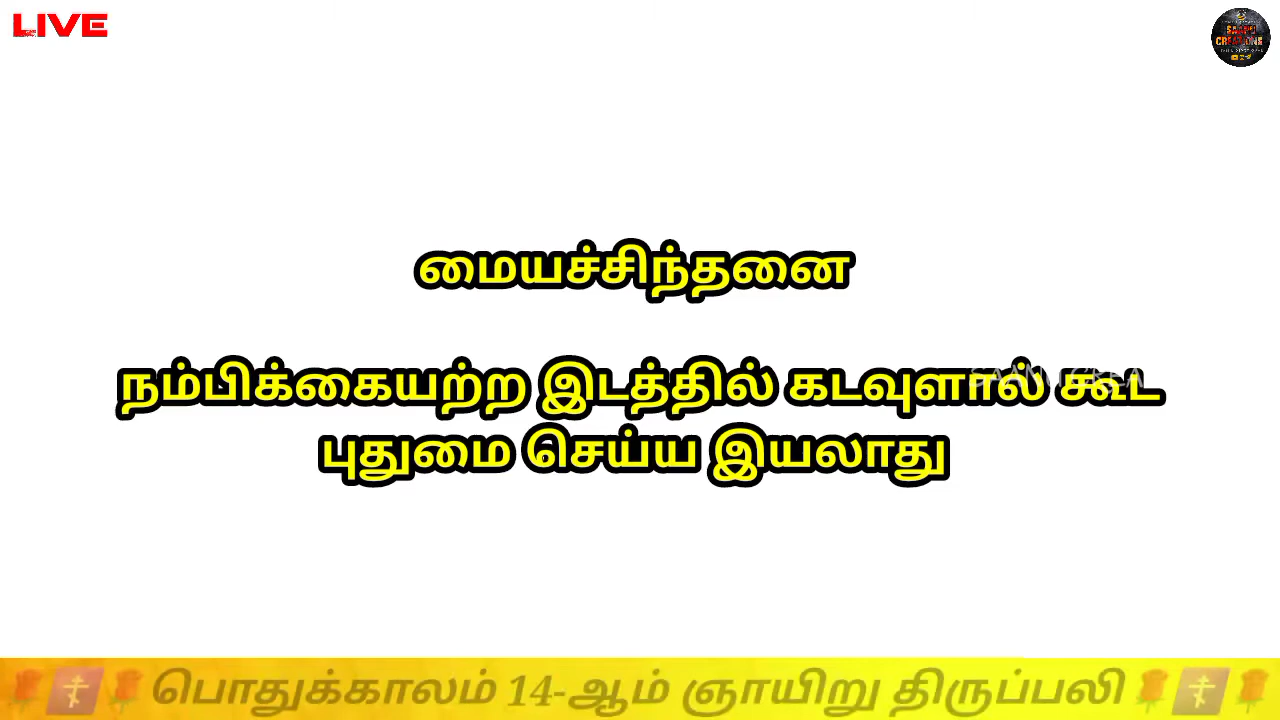 LIVE
மையச்சிந்தனை
நம்பிக்கையற்ற இடத்தில் கடவுளால் கூட
புதுமை செய்ய இயலாது
பொதுக்காலம் 14-ஆம் ஞாயிறு திருப்பலி